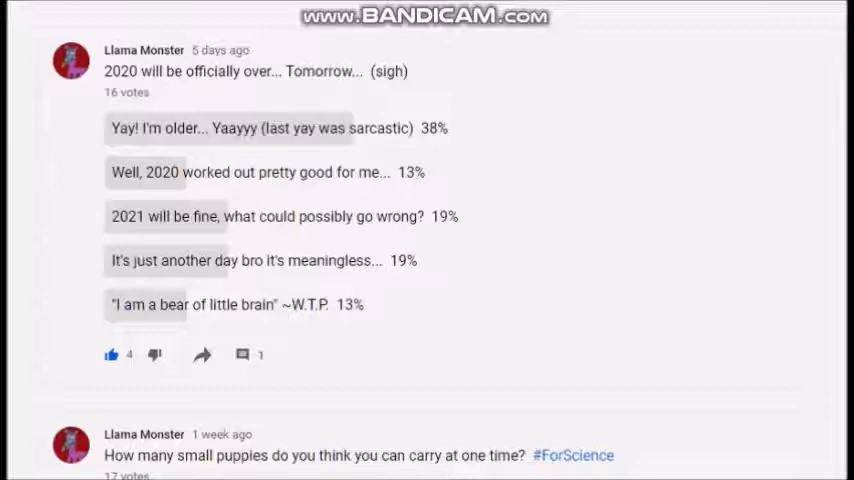 www.BANDICAM.com
Llama Monster 5 days ago
2020 will be officially over... Tomorrow... (sigh)
16 votes
Yay! I'm older... Yaayyy (last yay was sarcastic) 38%
Well, 2020 worked out pretty good for me... 13%
2021 will be fine, what could possibly go wrong? 19%
It's just another day bro it's meaningless... 19%
"I am a bear of little brain" ~W.T.P. 13%
4 1
Llama Monster 1 week ago
How many small puppies do you think you can carry at one time? #ForScience
17 votes